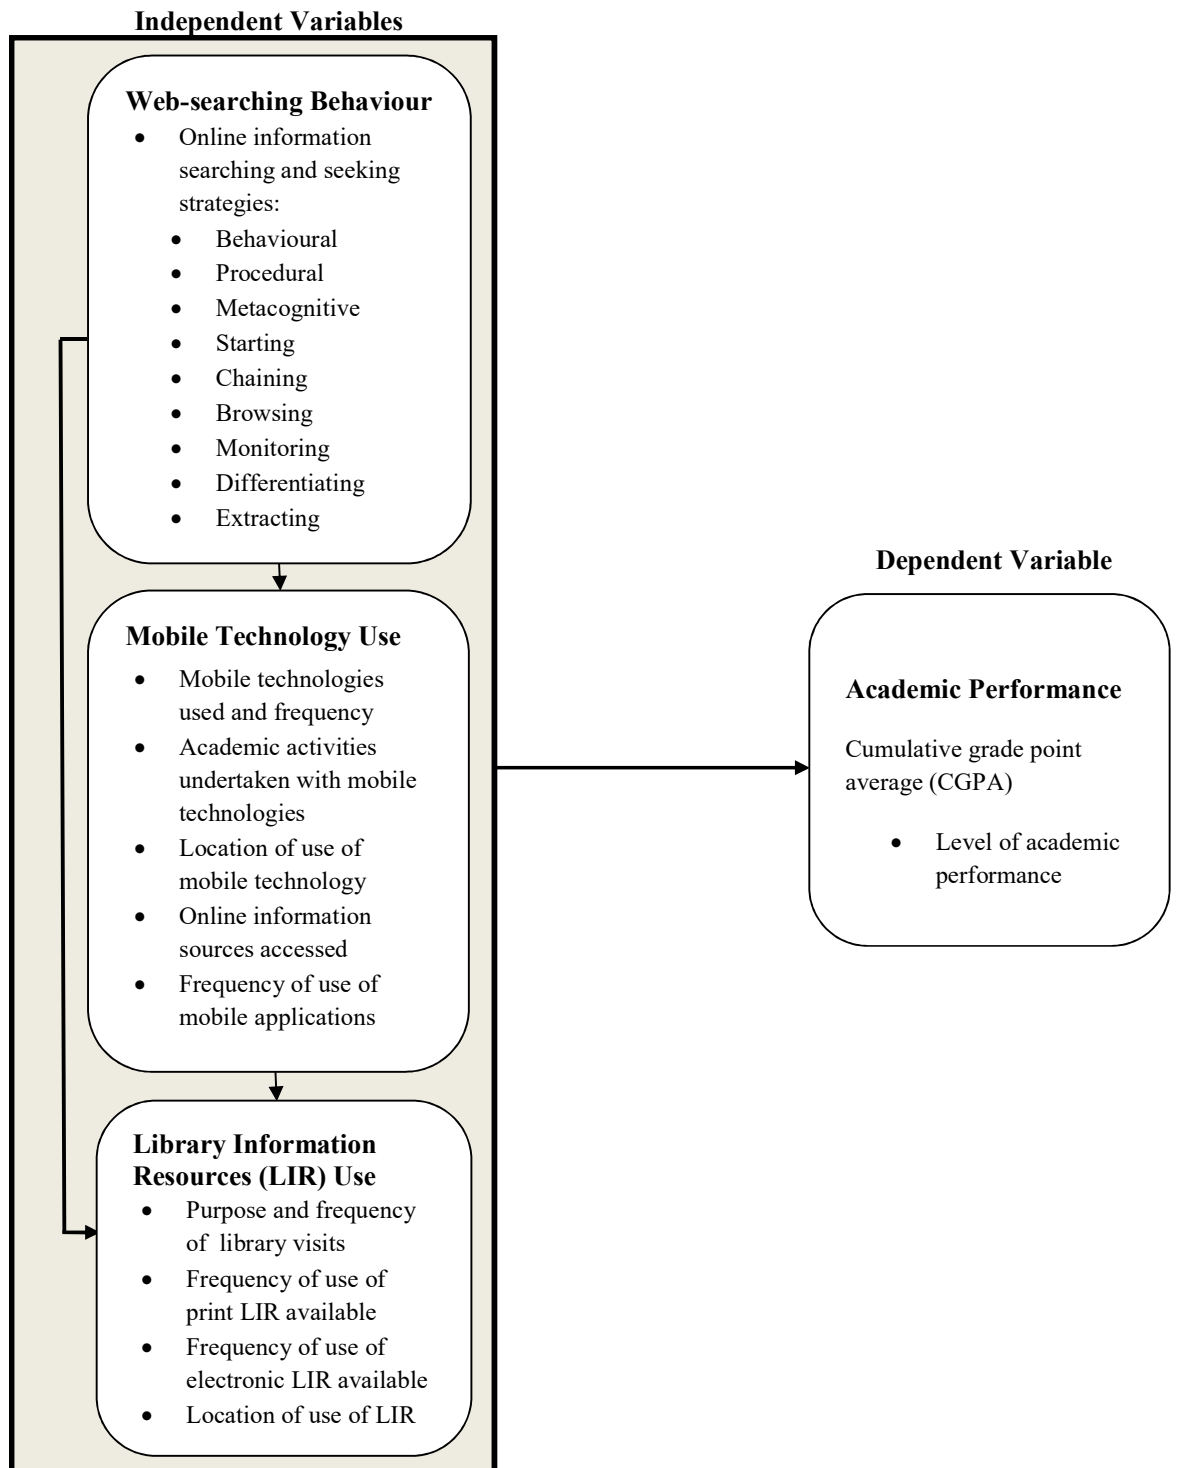 Independent Variables
Web-searching Behaviour
• Online information
searching and seeking
strategies:
• Behavioural
• Procedural
• Metacognitive
• Starting
• Chaining
• Browsing
• Monitoring
• Differentiating
• Extracting
Mobile Technology Use
• Mobile technologies
used and frequency
• Academic activities
undertaken with mobile
technologies
• Location of use of
mobile technology
• Online information
sources accessed
• Frequency of use of
mobile applications
Library Information
Resources (LIR) Use
• Purpose and frequency
of library visits
• Frequency of use of
print LIR available
• Frequency of use of
electronic LIR available
• Location of use of LIR
Dependent Variable
Academic Performance
Cumulative grade point
average (CGPA)
• Level of academic
performance